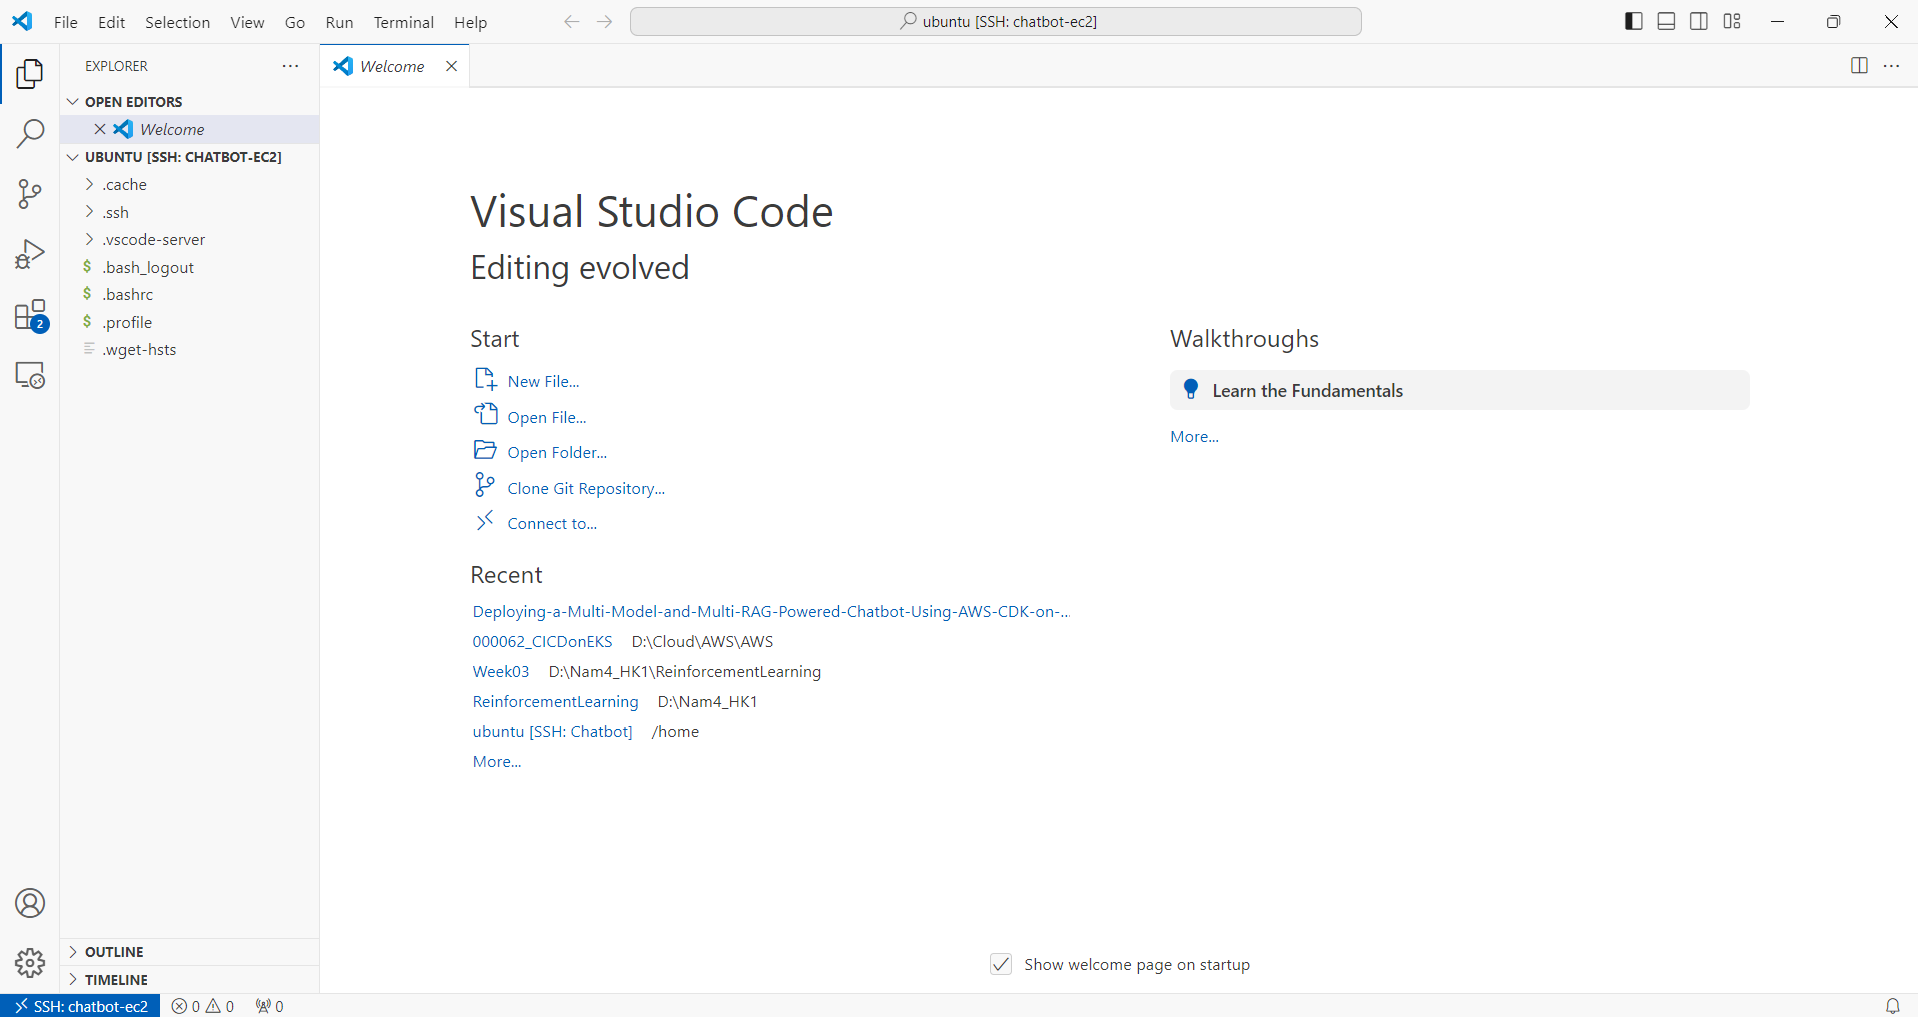 File Edit Selection View Go Run Terminal Help
ubuntu [SSH: chatbot-ec2]
EXPLORER
OPEN EDITORS
Welcome
UBUNTU [SSH: CHATBOT-EC2]
.cache
.ssh
.vscode-server
$ .bash_logout
$ .bashrc
$ .profile
.wget-hsts
2
OUTLINE
TIMELINE
Welcome
Visual Studio Code
Editing evolved
Start
New File...
Open File...
Open Folder...
Clone Git Repository...
Connect to...
Recent
Deploying-a-Multi-Model-and-Multi-RAG-Powered-Chatbot-Using-AWS-CDK-on-...
000062_CICDonEKS D:\Cloud\AWS\AWS
Week03 D:\Nam4_HK1\ReinforcementLearning
ReinforcementLearning D:\Nam4_HK1
ubuntu [SSH: Chatbot] /home
More...
Walkthroughs
Learn the Fundamentals
More...
Show welcome page on startup
SSH: chatbot-ec2 0 0 0